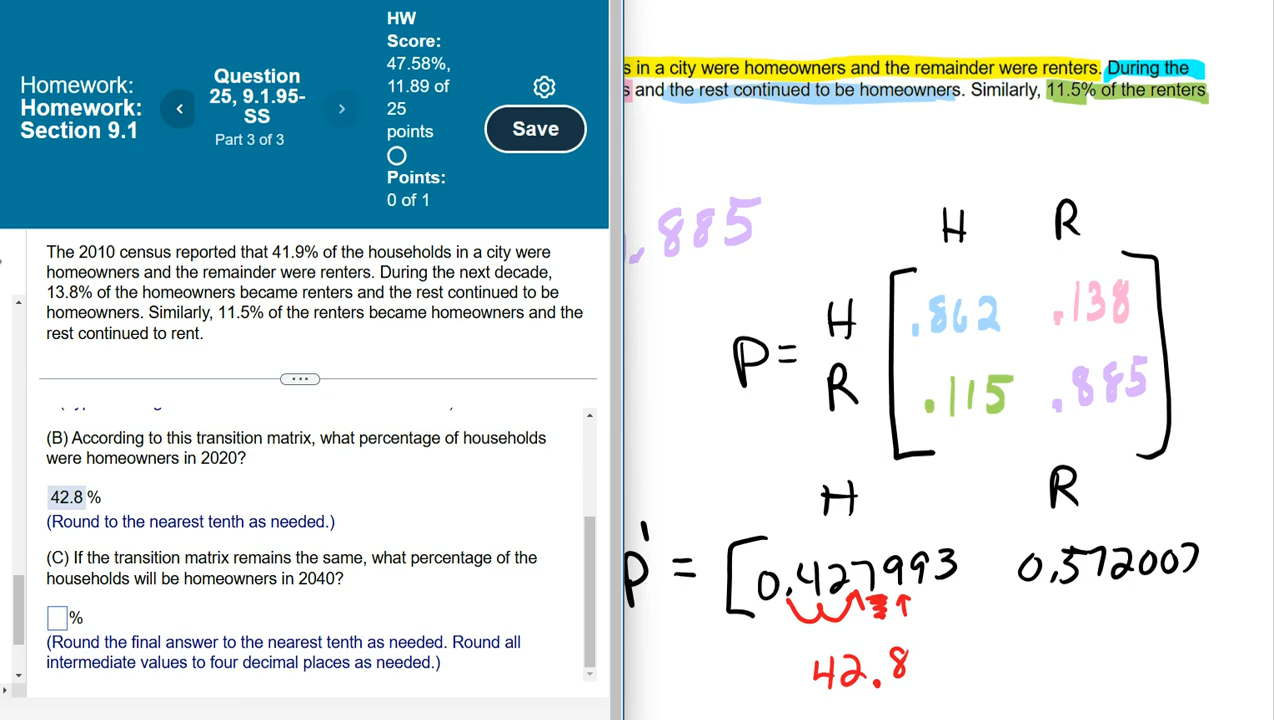 Homework:
Homework:
Section 9.1
Question
25, 9.1.95-
SS
Part 3 of 3
HW
Score:
47.58%,
11.89 of
25
points
Points:
0 of 1
Save
The 2010 census reported that 41.9% of the households in a city were
homeowners and the remainder were renters. During the next decade,
13.8% of the homeowners became renters and the rest continued to be
homeowners. Similarly, 11.5% of the renters became homeowners and the
rest continued to rent.
(B) According to this transition matrix, what percentage of households
were homeowners in 2020?
42.8 %
(Round to the nearest tenth as needed.)
(C) If the transition matrix remains the same, what percentage of the
households will be homeowners in 2040?
%
(Round the final answer to the nearest tenth as needed. Round all
intermediate values to four decimal places as needed.)
s in a city were homeowners and the remainder were renters. During the
s and the rest continued to be homeowners. Similarly, 11.5% of the renters
.885
H R
H .862 .138
P =
R .115 .885
H R
P' = [0.427993 0.572007
42.8